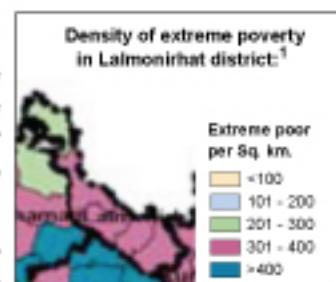 Density of extreme poverty
in Lalmonirhat district:1
Extreme poor
per Sq. km.
<100
101 - 200
201 - 300
301 - 400
>400